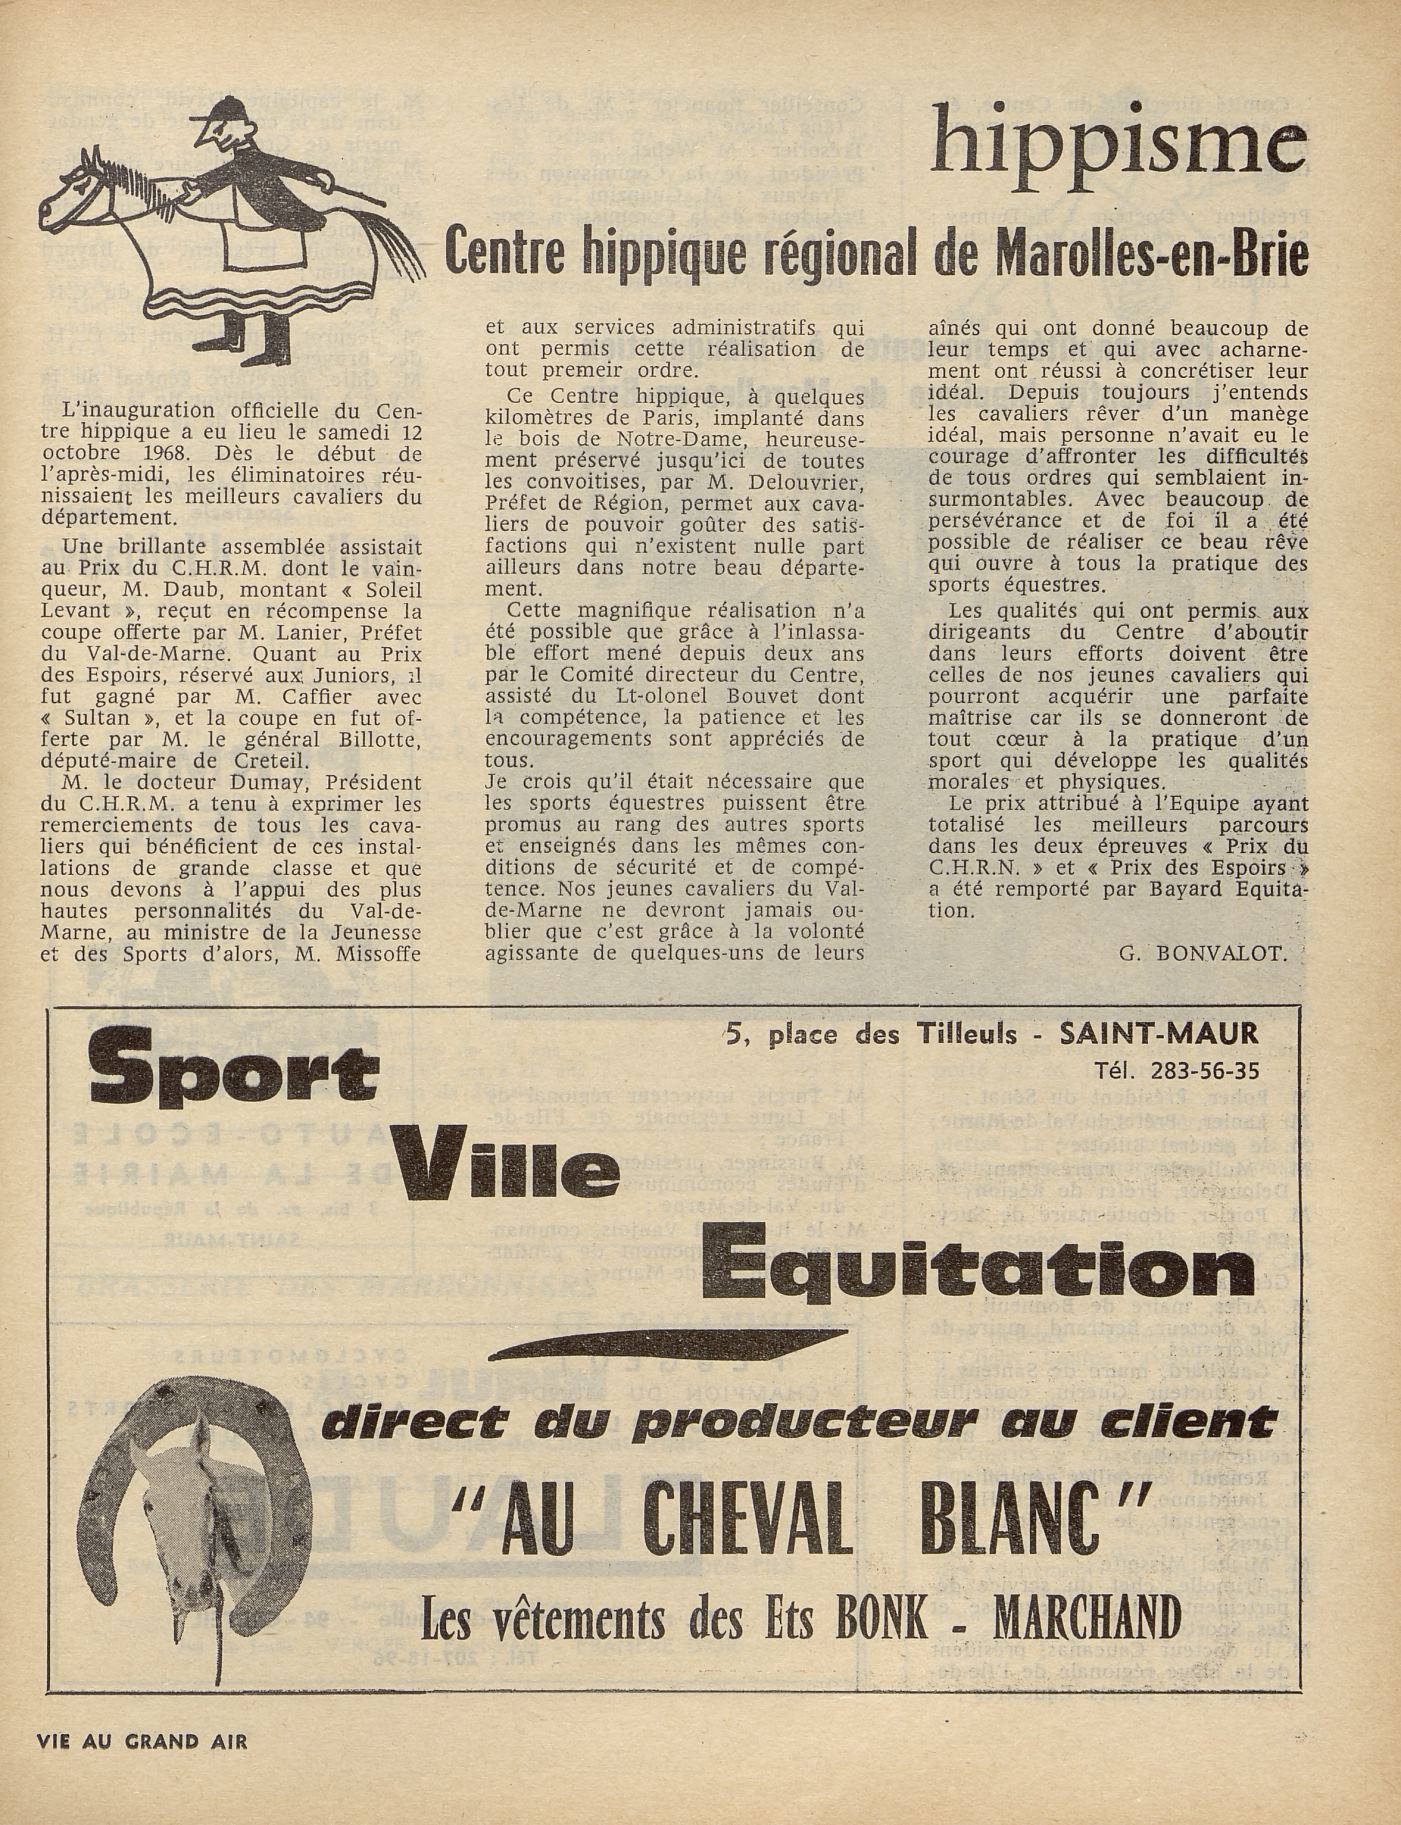 hippisme
Centre hippique régional de Marolles-en-Brie
L'inauguration officielle du Cen-
tre hippique a eu lieu le samedi 12
octobre 1968. Dès le début de
l'après-midi, les éliminatoires réu-
nissaient les meilleurs cavaliers du
département.
Une brillante assemblée assistait
au Prix du C.H.R.M. dont le vain-
queur, M. Daub, montant « Soleil
Levant », reçut en récompense la
coupe offerte par M. Lanier, Préfet
du Val-de-Marne. Quant au Prix
des Espoirs, réservé aux Juniors, il
fut gagné par M. Caffier avec
« Sultan », et la coupe en fut of-
ferte par M. le général Billotte,
député-maire de Creteil.
M. le docteur Dumay, Président
du C.H.R.M. a tenu à exprimer les
remerciements de tous les cava-
liers qui bénéficient de ces instal-
lations de grande classe et que
nous devons à l'appui des plus
hautes personnalités du Val-de-
Marne, au ministre de la Jeunesse
et des Sports d'alors, M. Missoffe
et aux services administratifs qui
ont permis cette réalisation de
tout premeir ordre.
Ce Centre hippique, à quelques
kilomètres de Paris, implanté dans
le bois de Notre-Dame, heureuse-
ment préservé jusqu'ici de toutes
les convoitises, par M. Delouvrier,
Préfet de Région, permet aux cava-
liers de pouvoir goûter des satis-
factions qui n'existent nulle part
ailleurs dans notre beau départe-
ment.
Cette magnifique réalisation n'a
été possible que grâce à l'inlassa-
ble effort mené depuis deux ans
par le Comité directeur du Centre,
assisté du Lt-olonel Bouvet dont
la compétence, la patience et les
encouragements sont appréciés de
tous.
Je crois qu'il était nécessaire que
les sports équestres puissent être
promus au rang des autres sports
et enseignés dans les mêmes con-
ditions de sécurité et de compé-
tence. Nos jeunes cavaliers du Val-
de-Marne ne devront jamais ou-
blier que c'est grâce à la volonté
agissante de quelques-uns de leurs
aînés qui ont donné beaucoup de
leur temps et qui avec acharne-
ment ont réussi à concrétiser leur
idéal. Depuis toujours j'entends
les cavaliers rêver d'un manège
idéal, mais personne n'avait eu le
courage d'affronter les difficultés
de tous ordres qui semblaient in-
surmontables. Avec beaucoup de
persévérance et de foi il a été
possible de réaliser ce beau rêve
qui ouvre à tous la pratique des
sports équestres.
Les qualités qui ont permis aux
dirigeants du Centre d'aboutir
dans leurs efforts doivent être
celles de nos jeunes cavaliers qui
pourront acquérir une parfaite
maîtrise car ils se donneront de
tout cœur à la pratique d'un
sport qui développe les qualités
morales et physiques.
Le prix attribué à l'Equipe ayant
totalisé les meilleurs parcours
dans les deux épreuves « Prix du
C.H.R.N. » et « Prix des Espoirs »
a été remporté par Bayard Equita-
tion.
G. BONVALOT.
5, place des Tilleuls - SAINT-MAUR
Tél. 283-56-35
Sport
Ville
Equitation
direct du producteur au client
"AU CHEVAL BLANC"
Les vêtements des Ets BONK - MARCHAND
VIE AU GRAND AIR